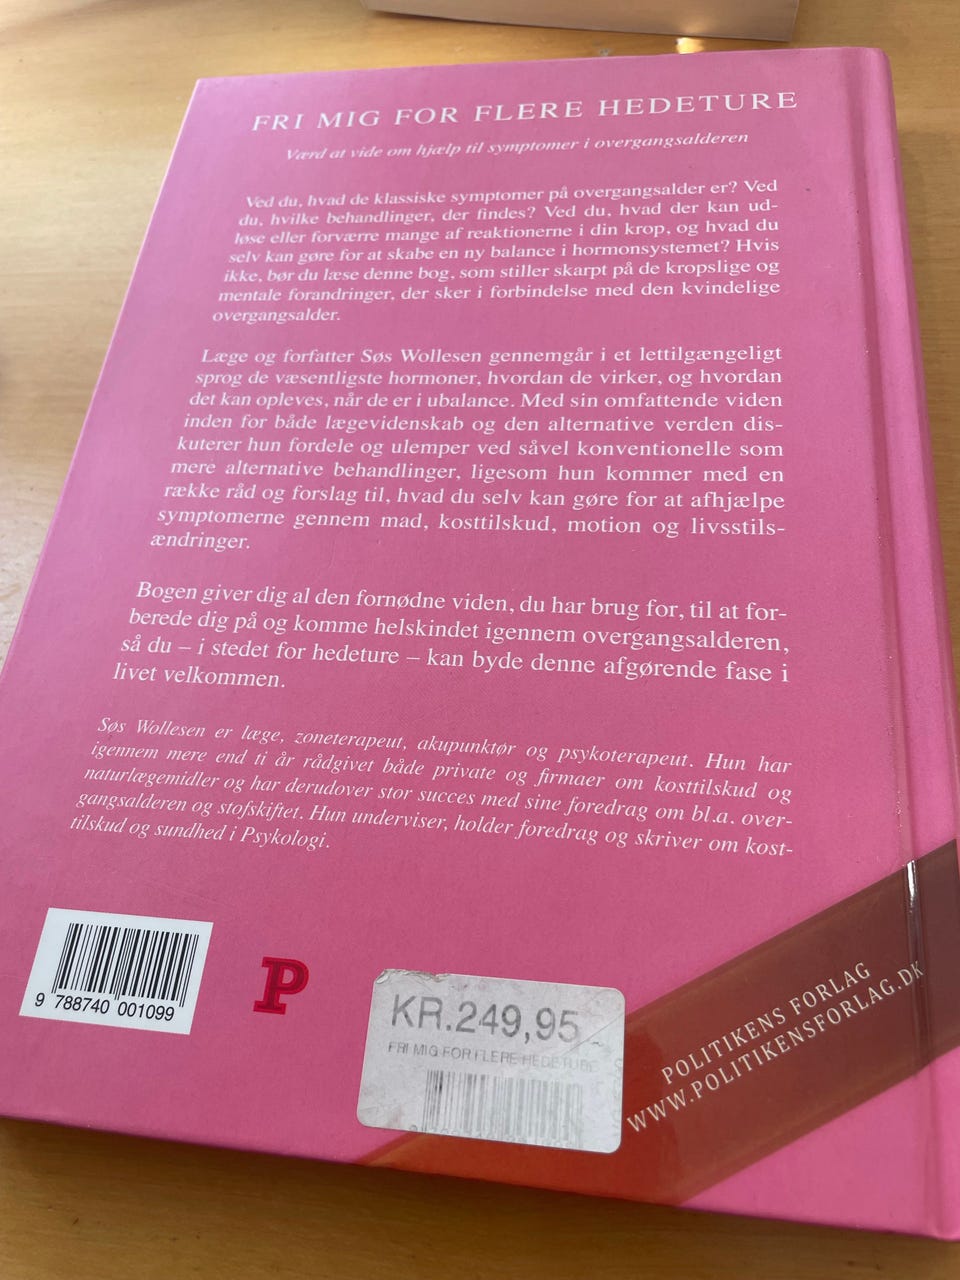 FRI MIG FOR FLERE HEDETURE
Værd at vide om hjælp til symptomer i overgangsalderen
Ved du, hvad de klassiske symptomer på overgangsalder er? Ved
du, hvilke behandlinger, der findes? Ved du, hvad der kan ud-
løse eller forværre mange af reaktionerne i din krop, og hvad du
selv kan gøre for at skabe en ny balance i hormonsystemet? Hvis
ikke, bør du læse denne bog, som stiller skarpt på de kropslige og
mentale forandringer, der sker i forbindelse med den kvindelige
overgangsalder.
Læge og forfatter Søs Wollesen gennemgår i et lettilgængeligt
sprog de væsentligste hormoner, hvordan de virker, og hvordan
det kan opleves, når de er i ubalance. Med sin omfattende viden
inden for både lægevidenskab og den alternative verden dis-
kuterer hun fordele og ulemper ved såvel konventionelle som
mere alternative behandlinger, ligesom hun kommer med en
række råd og forslag til, hvad du selv kan gøre for at afhjælpe
symptomerne gennem mad, kosttilskud, motion og livsstils-
ændringer.
Bogen giver dig al den fornødne viden, du har brug for, til at for-
berede dig på og komme helskindet igennem overgangsalderen,
så du – i stedet for hedeture – kan byde denne afgørende fase i
livet velkommen.
Søs Wollesen er læge, zoneterapeut, akupunktør og psykoterapeut. Hun har
igennem mere end ti år rådgivet både private og firmaer om kosttilskud og
naturlægemidler og har derudover stor succes med sine foredrag om bl.a. over-
gangsalderen og stofskiftet. Hun underviser, holder foredrag og skriver om kost-
tilskud og sundhed i Psykologi.
9 788740 001099
P
KR.249,95
FRI MIG FOR FLERE HEDETURE
POLITIKENS FORLAG
WWW.POLITIKENSFORLAG.DK